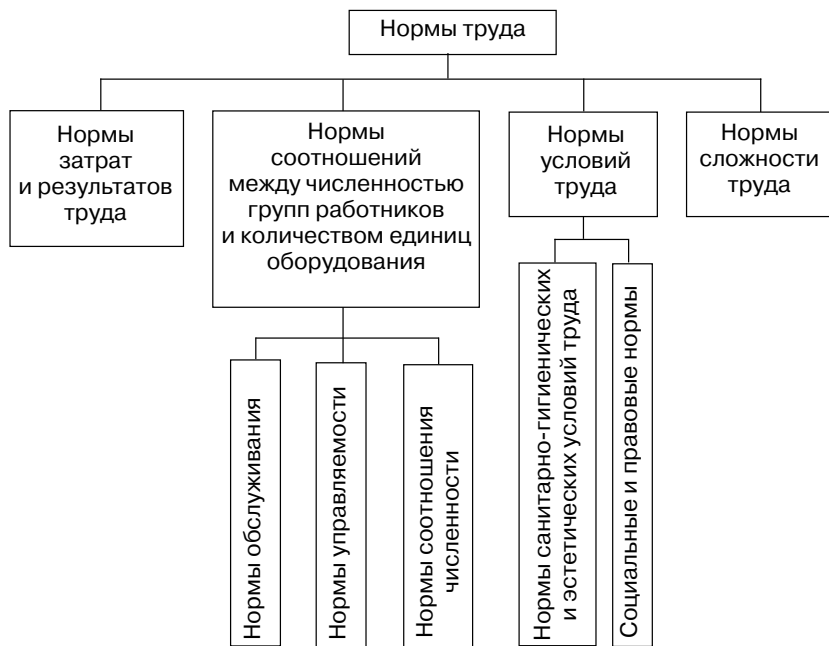 Нормы труда
Нормы
затрат
и результатов
труда
Нормы
соотношений
между численностью
групп работников
и количеством единиц
оборудования
Нормы
условий
труда
Нормы
сложности
труда
Нормы обслуживания
Нормы управляемости
Нормы соотношения
численности
Нормы санитарно-гигиенических
и эстетических условий труда
Социальные и правовые нормы